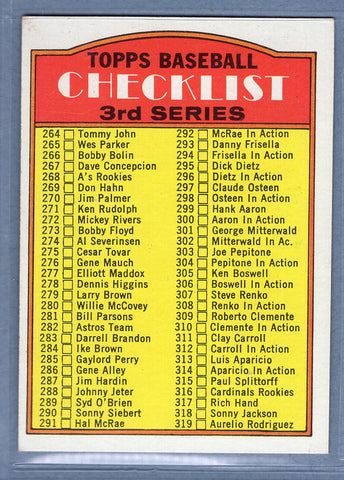 TOPPS BASEBALL
CHECKLIST
3rd SERIES
264 Tommy John
265 Wes Parker
266 Bobby Bolin
267 Dave Concepcion
268 A's Rookies
269 Don Hahn
270 Jim Palmer
271 Ken Rudolph
272 Mickey Rivers
273 Bobby Floyd
274 Al Severinsen
275 Cesar Tovar
276 Gene Mauch
277 Elliott Maddox
278 Dennis Higgins
279 Larry Brown
280 Willie McCovey
281 Bill Parsons
282 Astros Team
283 Darrell Brandon
284 Ike Brown
285 Gaylord Perry
286 Gene Alley
287 Jim Hardin
288 Johnny Jeter
289 Syd O'Brien
290 Sonny Siebert
291 Hal McRae
292 McRae In Action
293 Danny Frisella
294 Frisella In Action
295 Dick Dietz
296 Dietz In Action
297 Claude Osteen
298 Osteen In Action
299 Hank Aaron
300 Aaron In Action
301 George Mitterwald
302 Mitterwald In Ac.
303 Joe Pepitone
304 Pepitone In Action
305 Ken Boswell
306 Boswell In Action
307 Steve Renko
308 Renko In Action
309 Roberto Clemente
310 Clemente In Action
311 Clay Carroll
312 Carroll In Action
313 Luis Aparicio
314 Aparicio In Action
315 Paul Splittorff
316 Cardinals Rookies
317 Rich Hand
318 Sonny Jackson
319 Aurelio Rodriguez